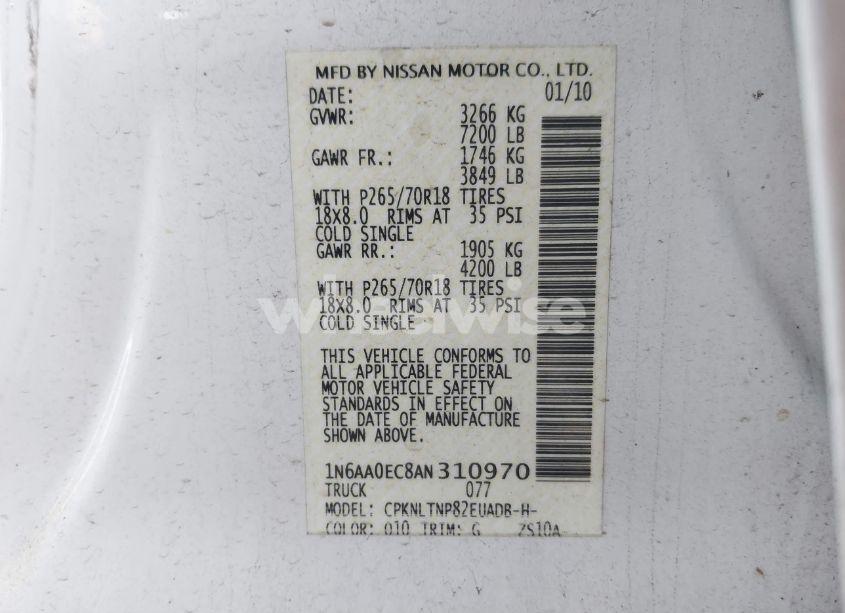 MFD BY NISSAN MOTOR CO., LTD.
DATE: 01/10
GVWR: 3266 KG
7200 LB
GAWR FR.: 1746 KG
3849 LB
WITH P265/70R18 TIRES
18X8.0 RIMS AT 35 PSI
COLD SINGLE
GAWR RR.: 1905 KG
4200 LB
WITH P265/70R18 TIRES
18X8.0 RIMS AT 35 PSI
COLD SINGLE
THIS VEHICLE CONFORMS TO
ALL APPLICABLE FEDERAL
MOTOR VEHICLE SAFETY
STANDARDS IN EFFECT ON
THE DATE OF MANUFACTURE
SHOWN ABOVE.
1N6AA0EC8AN310970
TRUCK 077
MODEL: CPKNLTNP82EUADB-H-
COLOR: 010 TRIM: G ZS10A